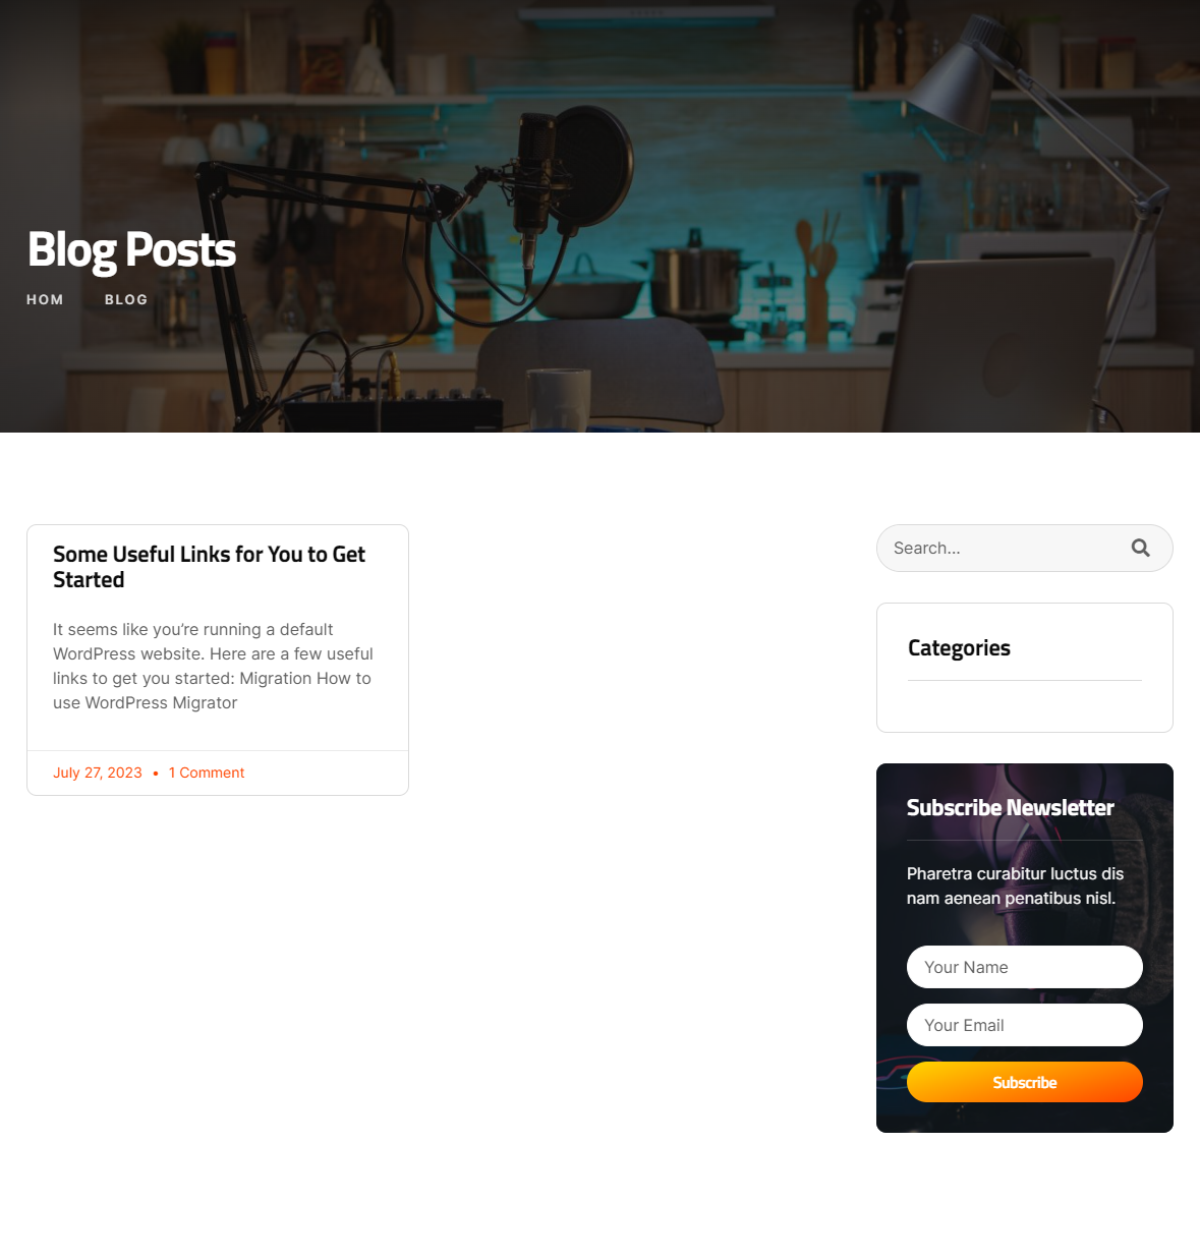 Blog Posts
HOM BLOG
Some Useful Links for You to Get
Started
It seems like you're running a default
WordPress website. Here are a few useful
links to get you started: Migration How to
use WordPress Migrator
July 27, 2023 • 1 Comment
Search...
Categories
Subscribe Newsletter
Pharetra curabitur luctus dis
nam aenean penatibus nisl.
Your Name
Your Email
Subscribe